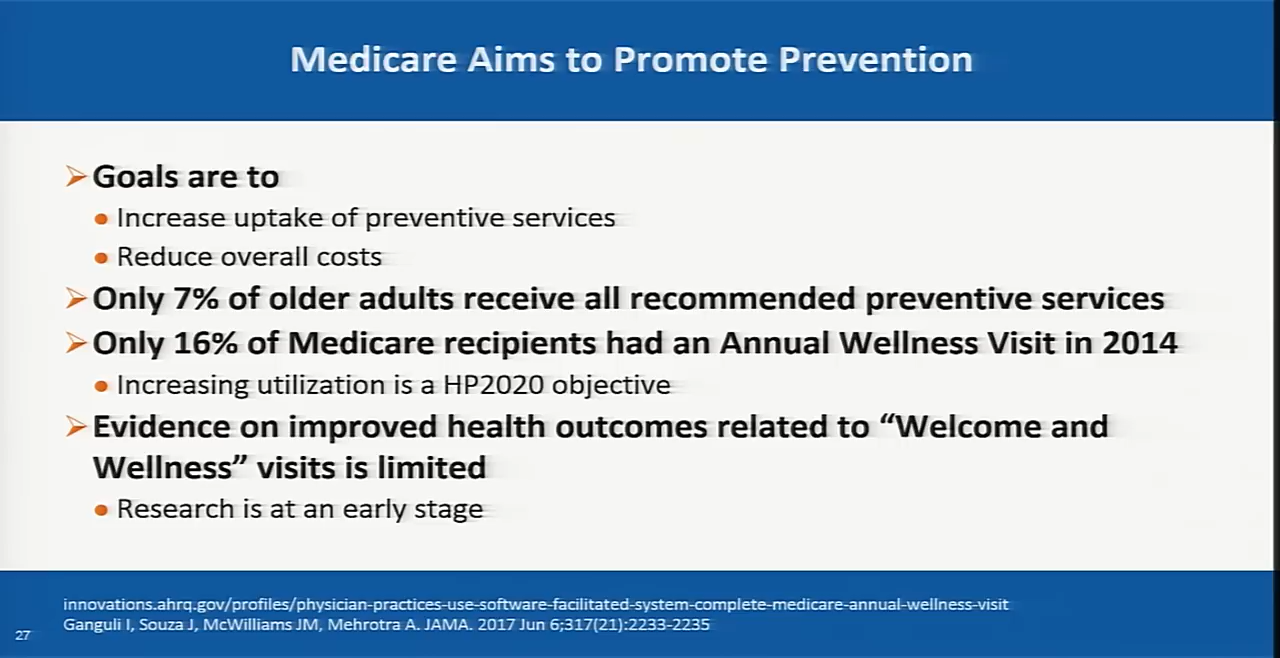 Medicare Aims to Promote Prevention
Goals are to
Increase uptake of preventive services
Reduce overall costs
Only 7% of older adults receive all recommended preventive services
Only 16% of Medicare recipients had an Annual Wellness Visit in 2014
Increasing utilization is a HP2020 objective
Evidence on improved health outcomes related to “Welcome and
Wellness” visits is limited
Research is at an early stage
innovations.ahrq.gov/profiles/physician-practices-use-software-facilitated-system-complete-medicare-annual-wellness-visit
Ganguli I, Souza J, McWilliams JM, Mehrotra A. JAMA. 2017 Jun 6;317(21):2233-2235
27